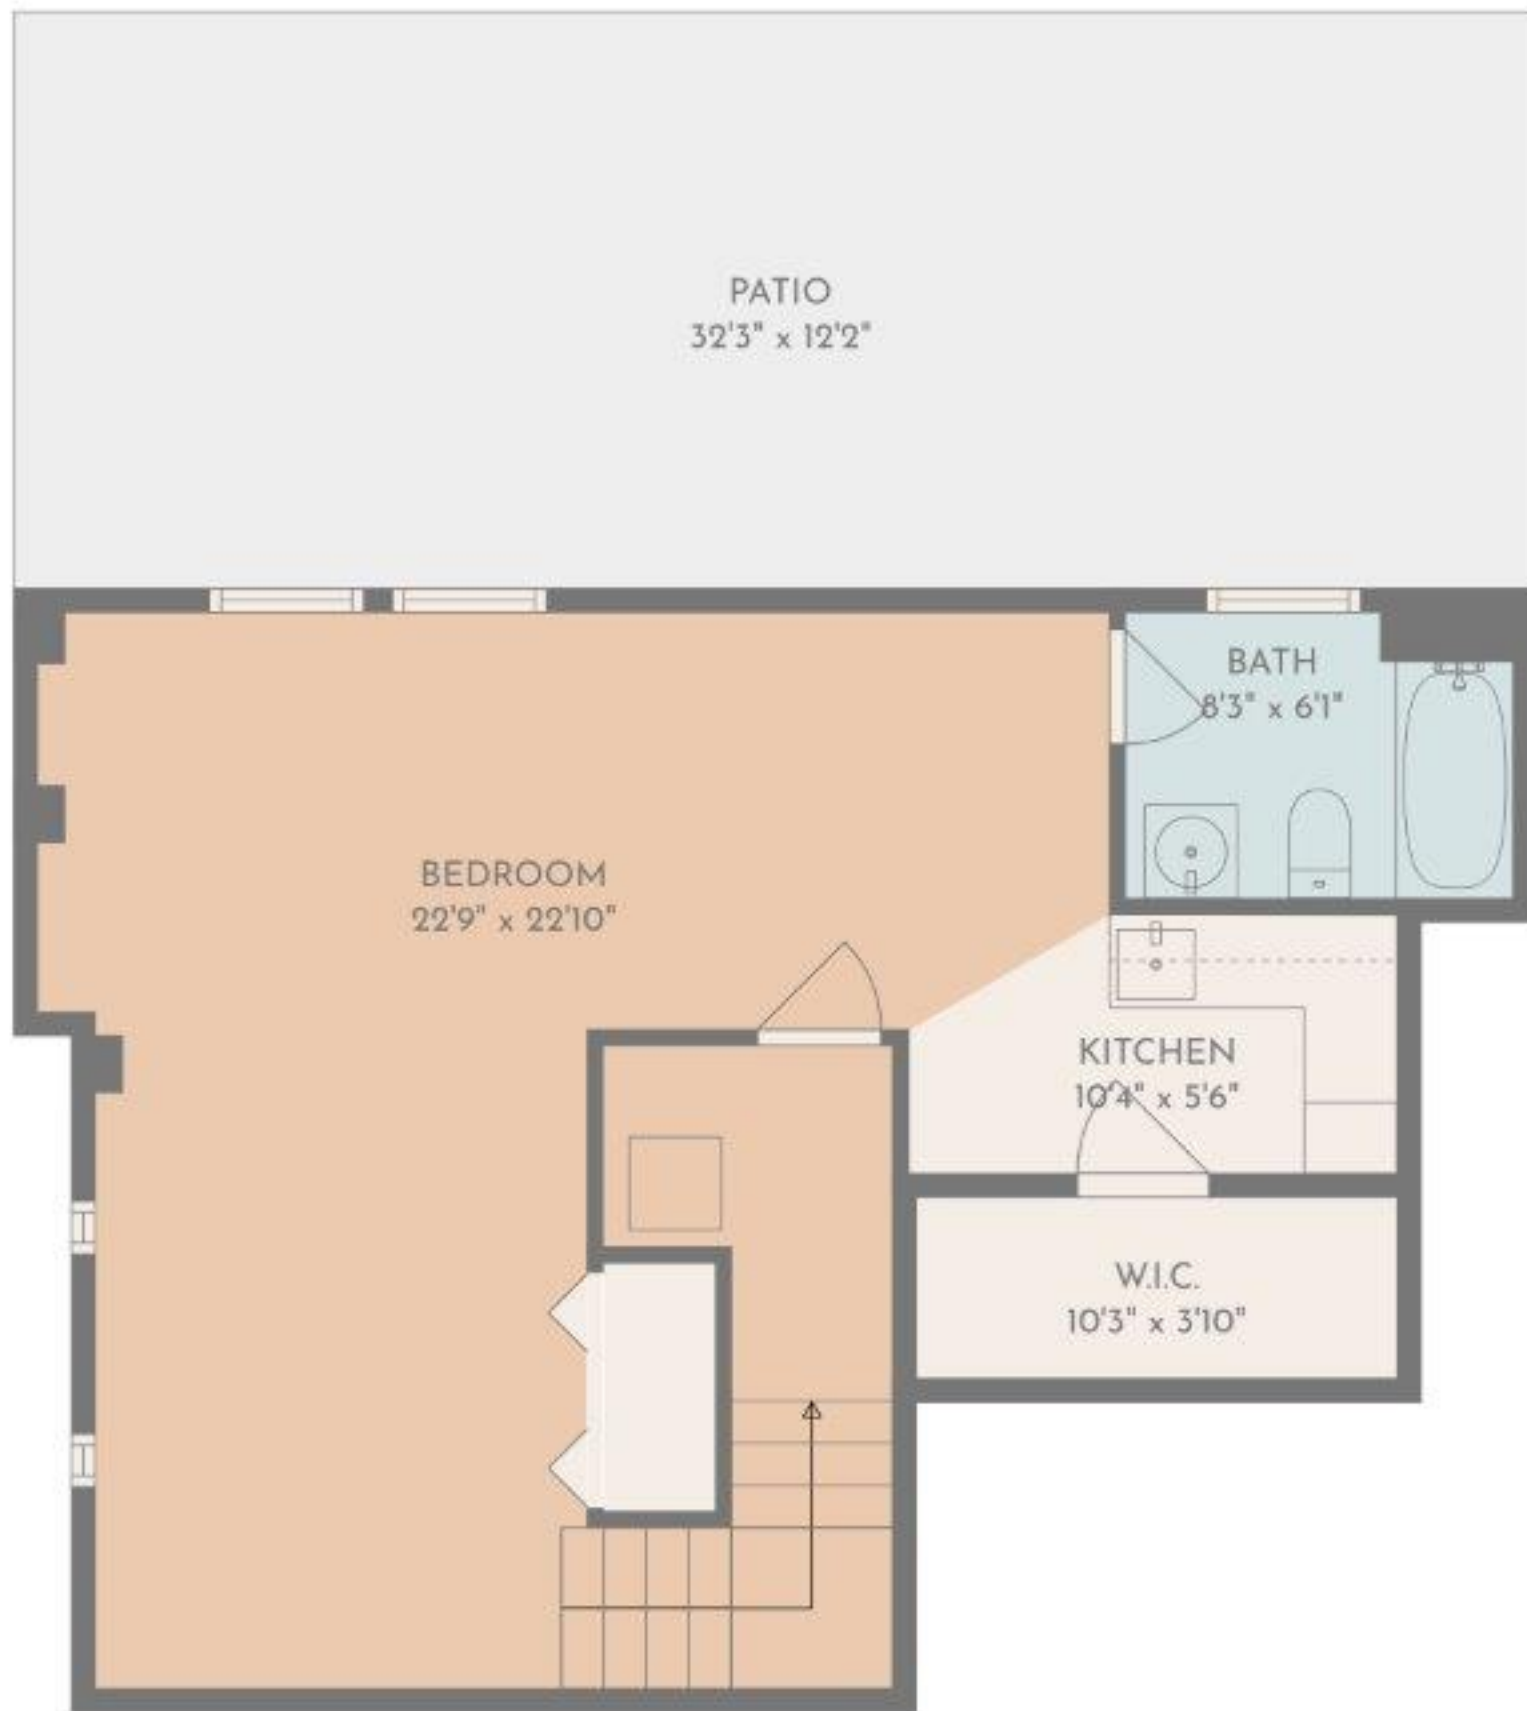 PATIO
32'3" x 12'2"
BATH
8'3" x 6'1"
BEDROOM
22'9" x 22'10"
KITCHEN
10'4" x 5'6"
W.I.C.
10'3" x 3'10"